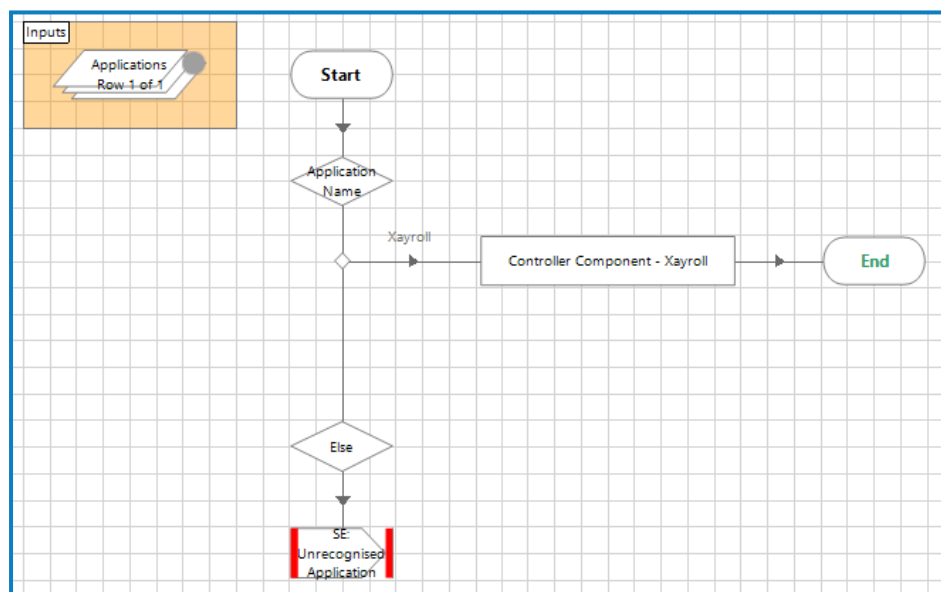 Inputs
Applications
Row 1 of 1
Start
Application
Name
Xayroll
Controller Component - Xayroll
End
Else
SE:
Unrecognised
Application